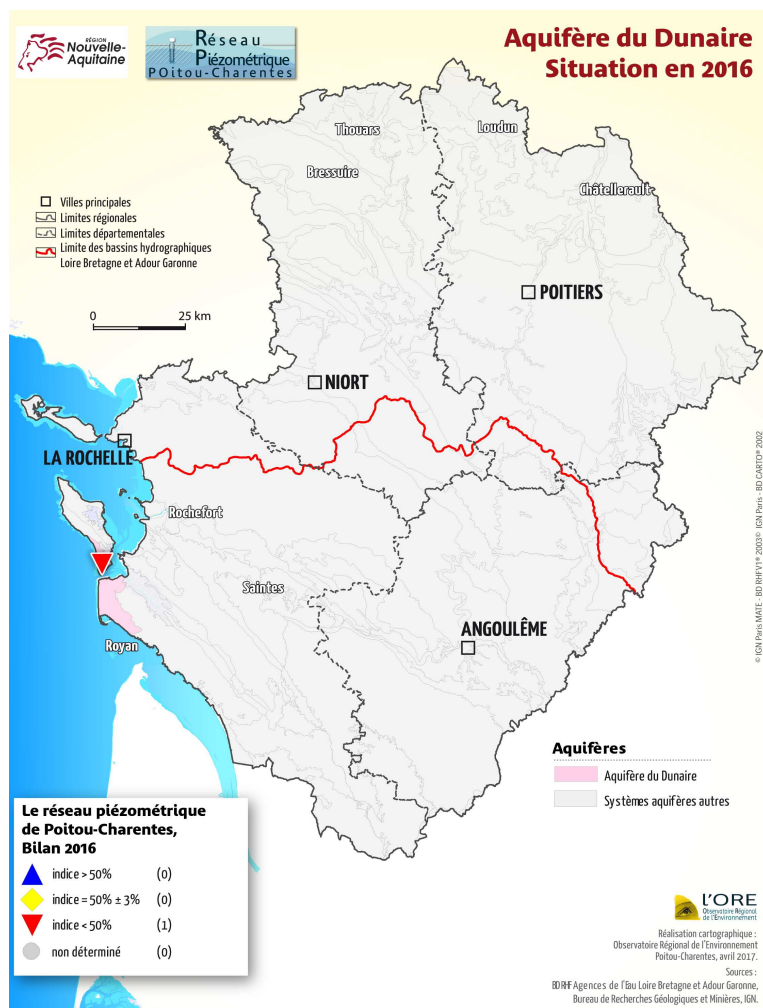 RÉGION
Nouvelle-
Aquitaine
Réseau
Piézométrique
POitou-Charentes
Aquifère du Dunaire
Situation en 2016
Thouars
Loudun
Bressuire
Châtellerault
Villes principales
Limites régionales
Limites départementales
Limite des bassins hydrographiques
Loire Bretagne et Adour Garonne
0 25 km
POITIERS
NIORT
LA ROCHELLE
Rochefort
Saintes
ANGOULÊME
Royan
© IGN Paris MATE - BD RHF V1® 2003© IGN Paris - BD CARTO® 2002
Aquifères
Aquifère du Dunaire
Systèmes aquifères autres
Le réseau piézométrique
de Poitou-Charentes,
Bilan 2016
indice > 50% (0)
indice = 50% ± 3% (0)
indice < 50% (1)
non déterminé (0)
L'ORE
Observatoire Régional
de l'Environnement
Réalisation cartographique :
Observatoire Régional de l'Environnement
Poitou-Charentes, avril 2017.
Sources :
BD RHF Agences de l'Eau Loire Bretagne et Adour Garonne,
Bureau de Recherches Géologiques et Minières, IGN.